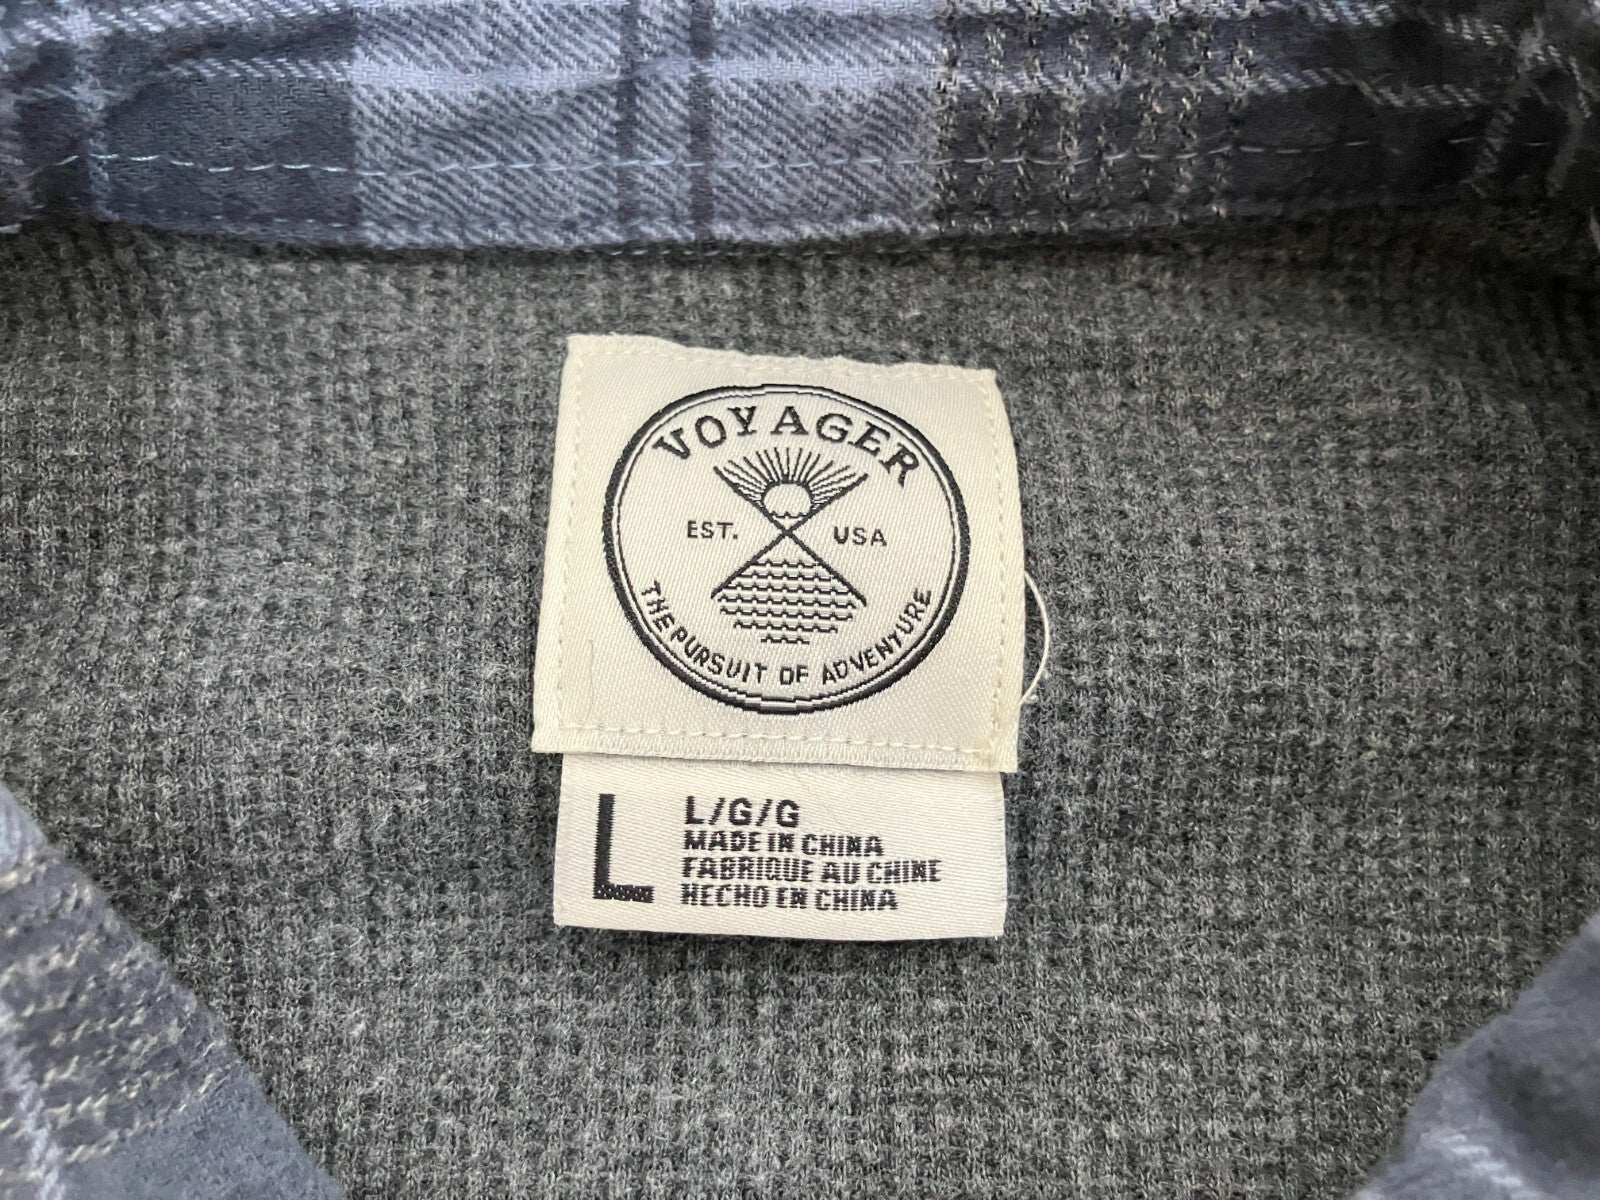 VOYAGER
EST. USA
THE PURSUIT OF ADVENTURE
L
L/G/G
MADE IN CHINA
FABRIQUE AU CHINE
HECHO EN CHINA